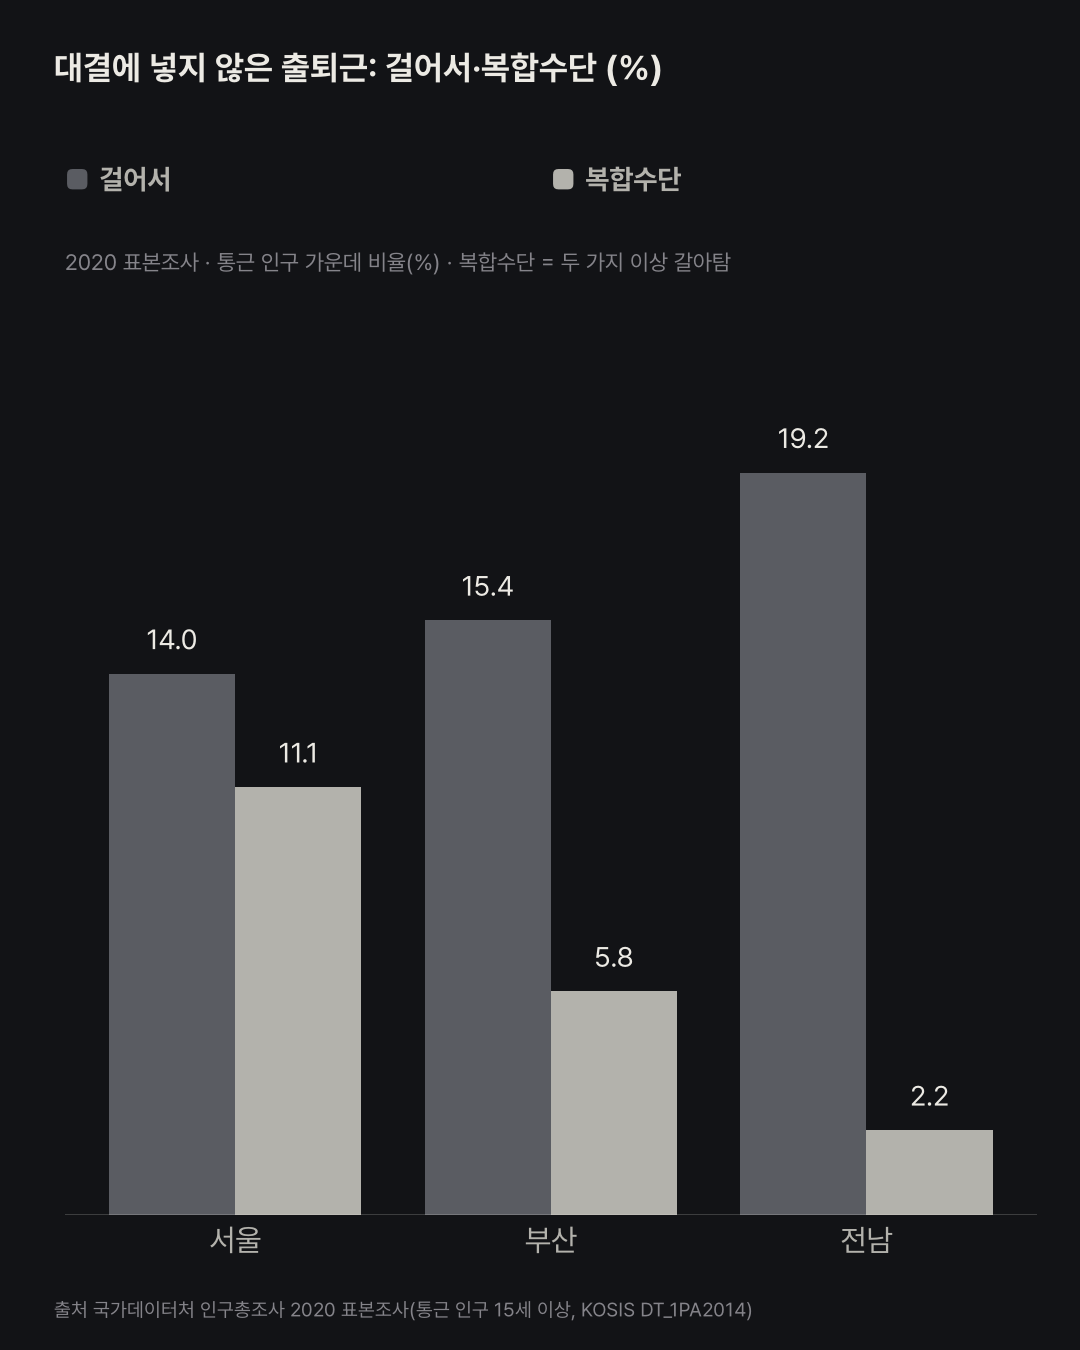 대결에 넣지 않은 출퇴근: 걸어서·복합수단 (%)
걸어서
복합수단
2020 표본조사 · 통근 인구 가운데 비율(%) · 복합수단 = 두 가지 이상 갈아탐
19.2
15.4
14.0
11.1
5.8
2.2
서울
부산
전남
출처 국가데이터처 인구총조사 2020 표본조사(통근 인구 15세 이상, KOSIS DT_1PA2014)